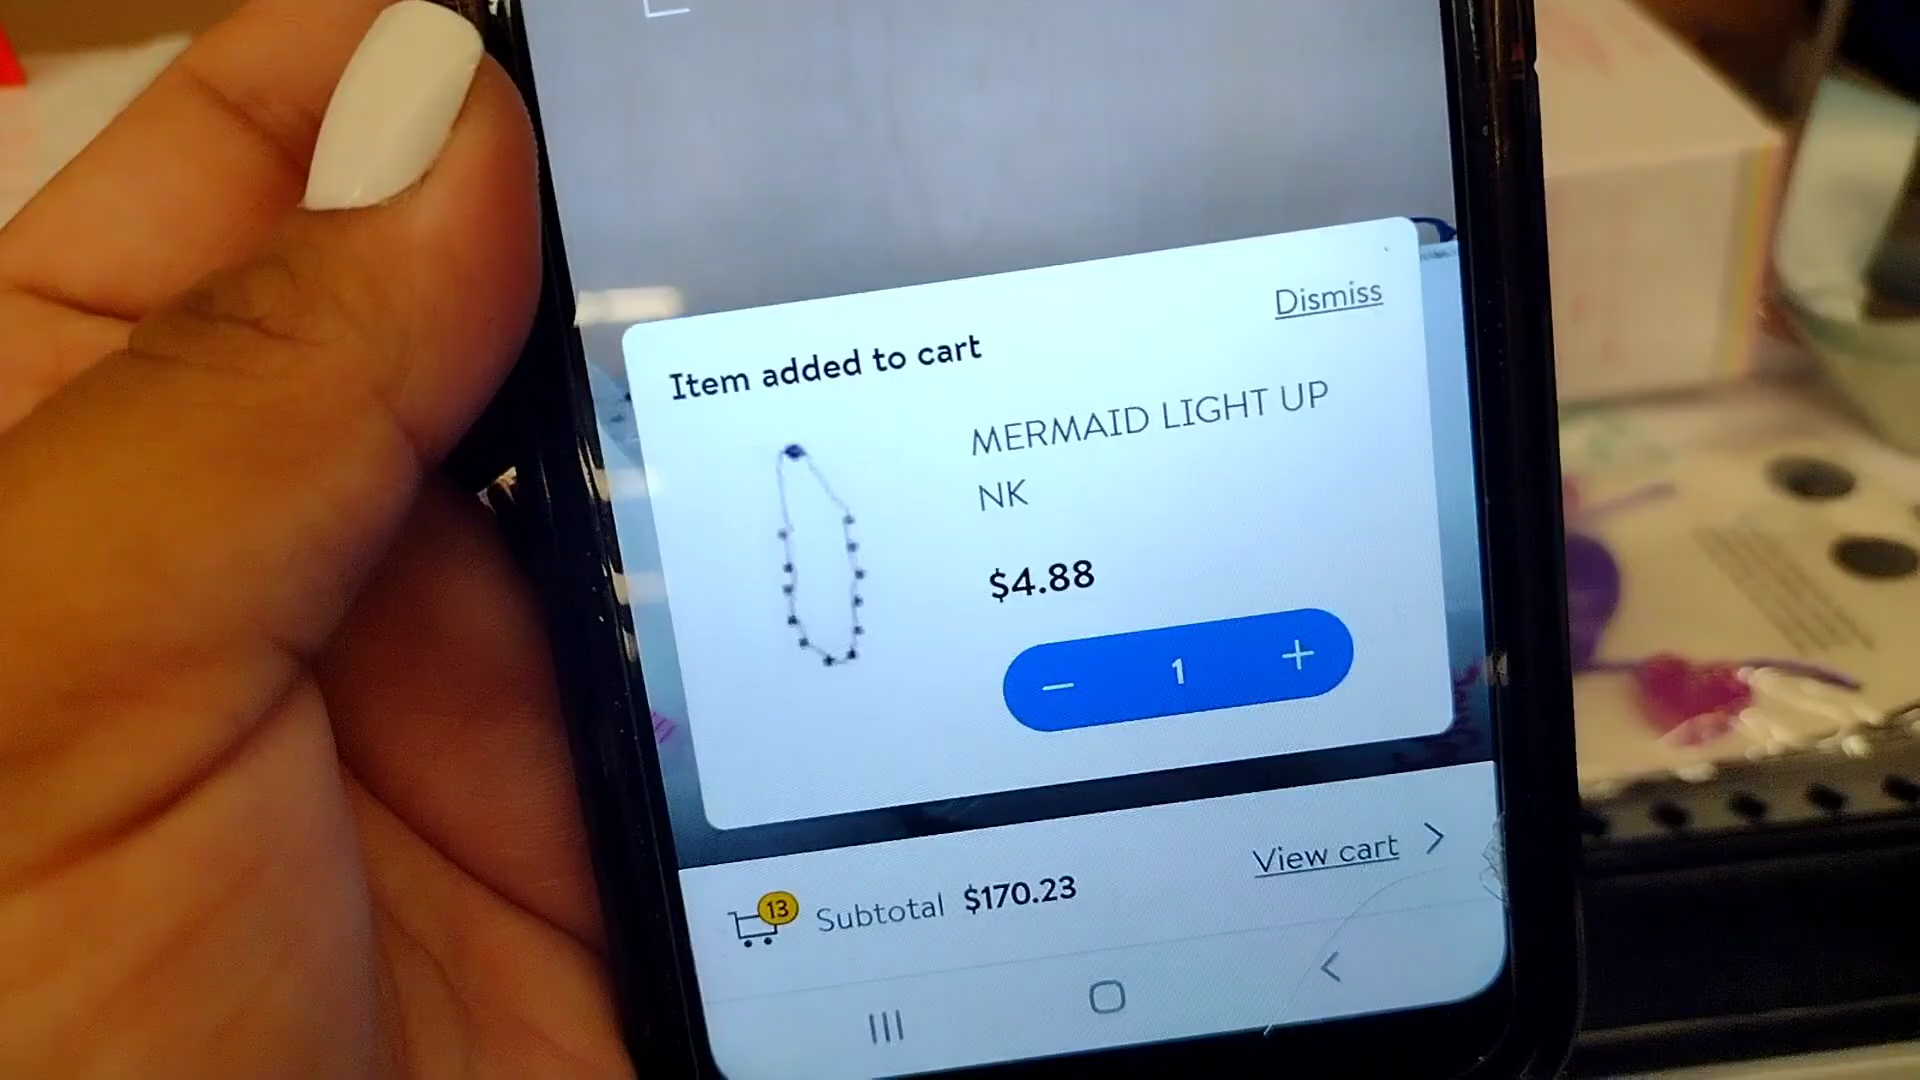 Dismiss
Item added to cart
MERMAID LIGHT UP
NK
$4.88
1
View cart
13
Subtotal $170.23